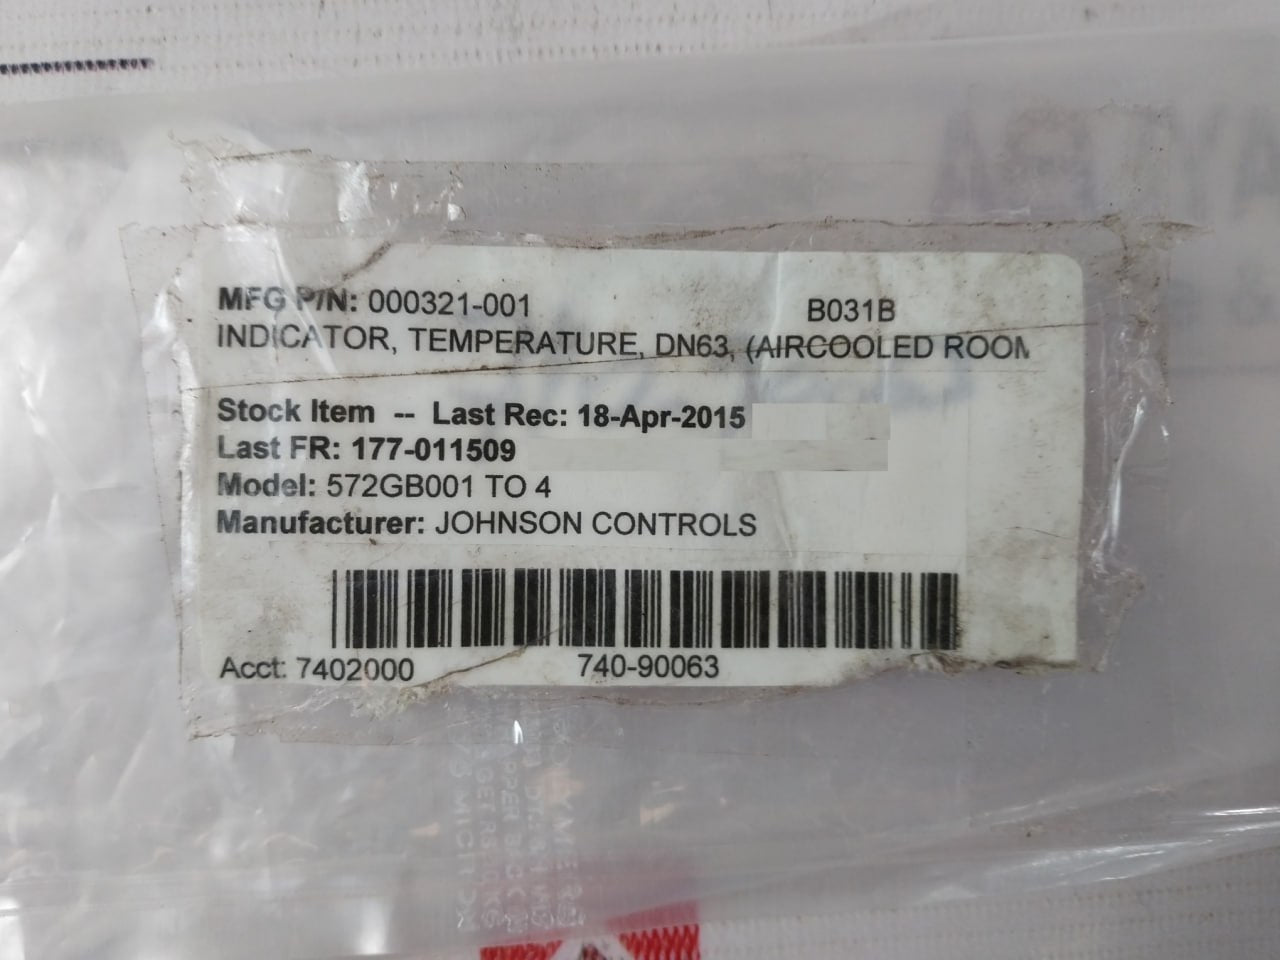 MFG P/N: 000321-001 B031B
INDICATOR, TEMPERATURE, DN63, (AIRCOOLED ROOM
Stock Item -- Last Rec: 18-Apr-2015
Last FR: 177-011509
Model: 572GB001 TO 4
Manufacturer: JOHNSON CONTROLS
Acct: 7402000 740-90063